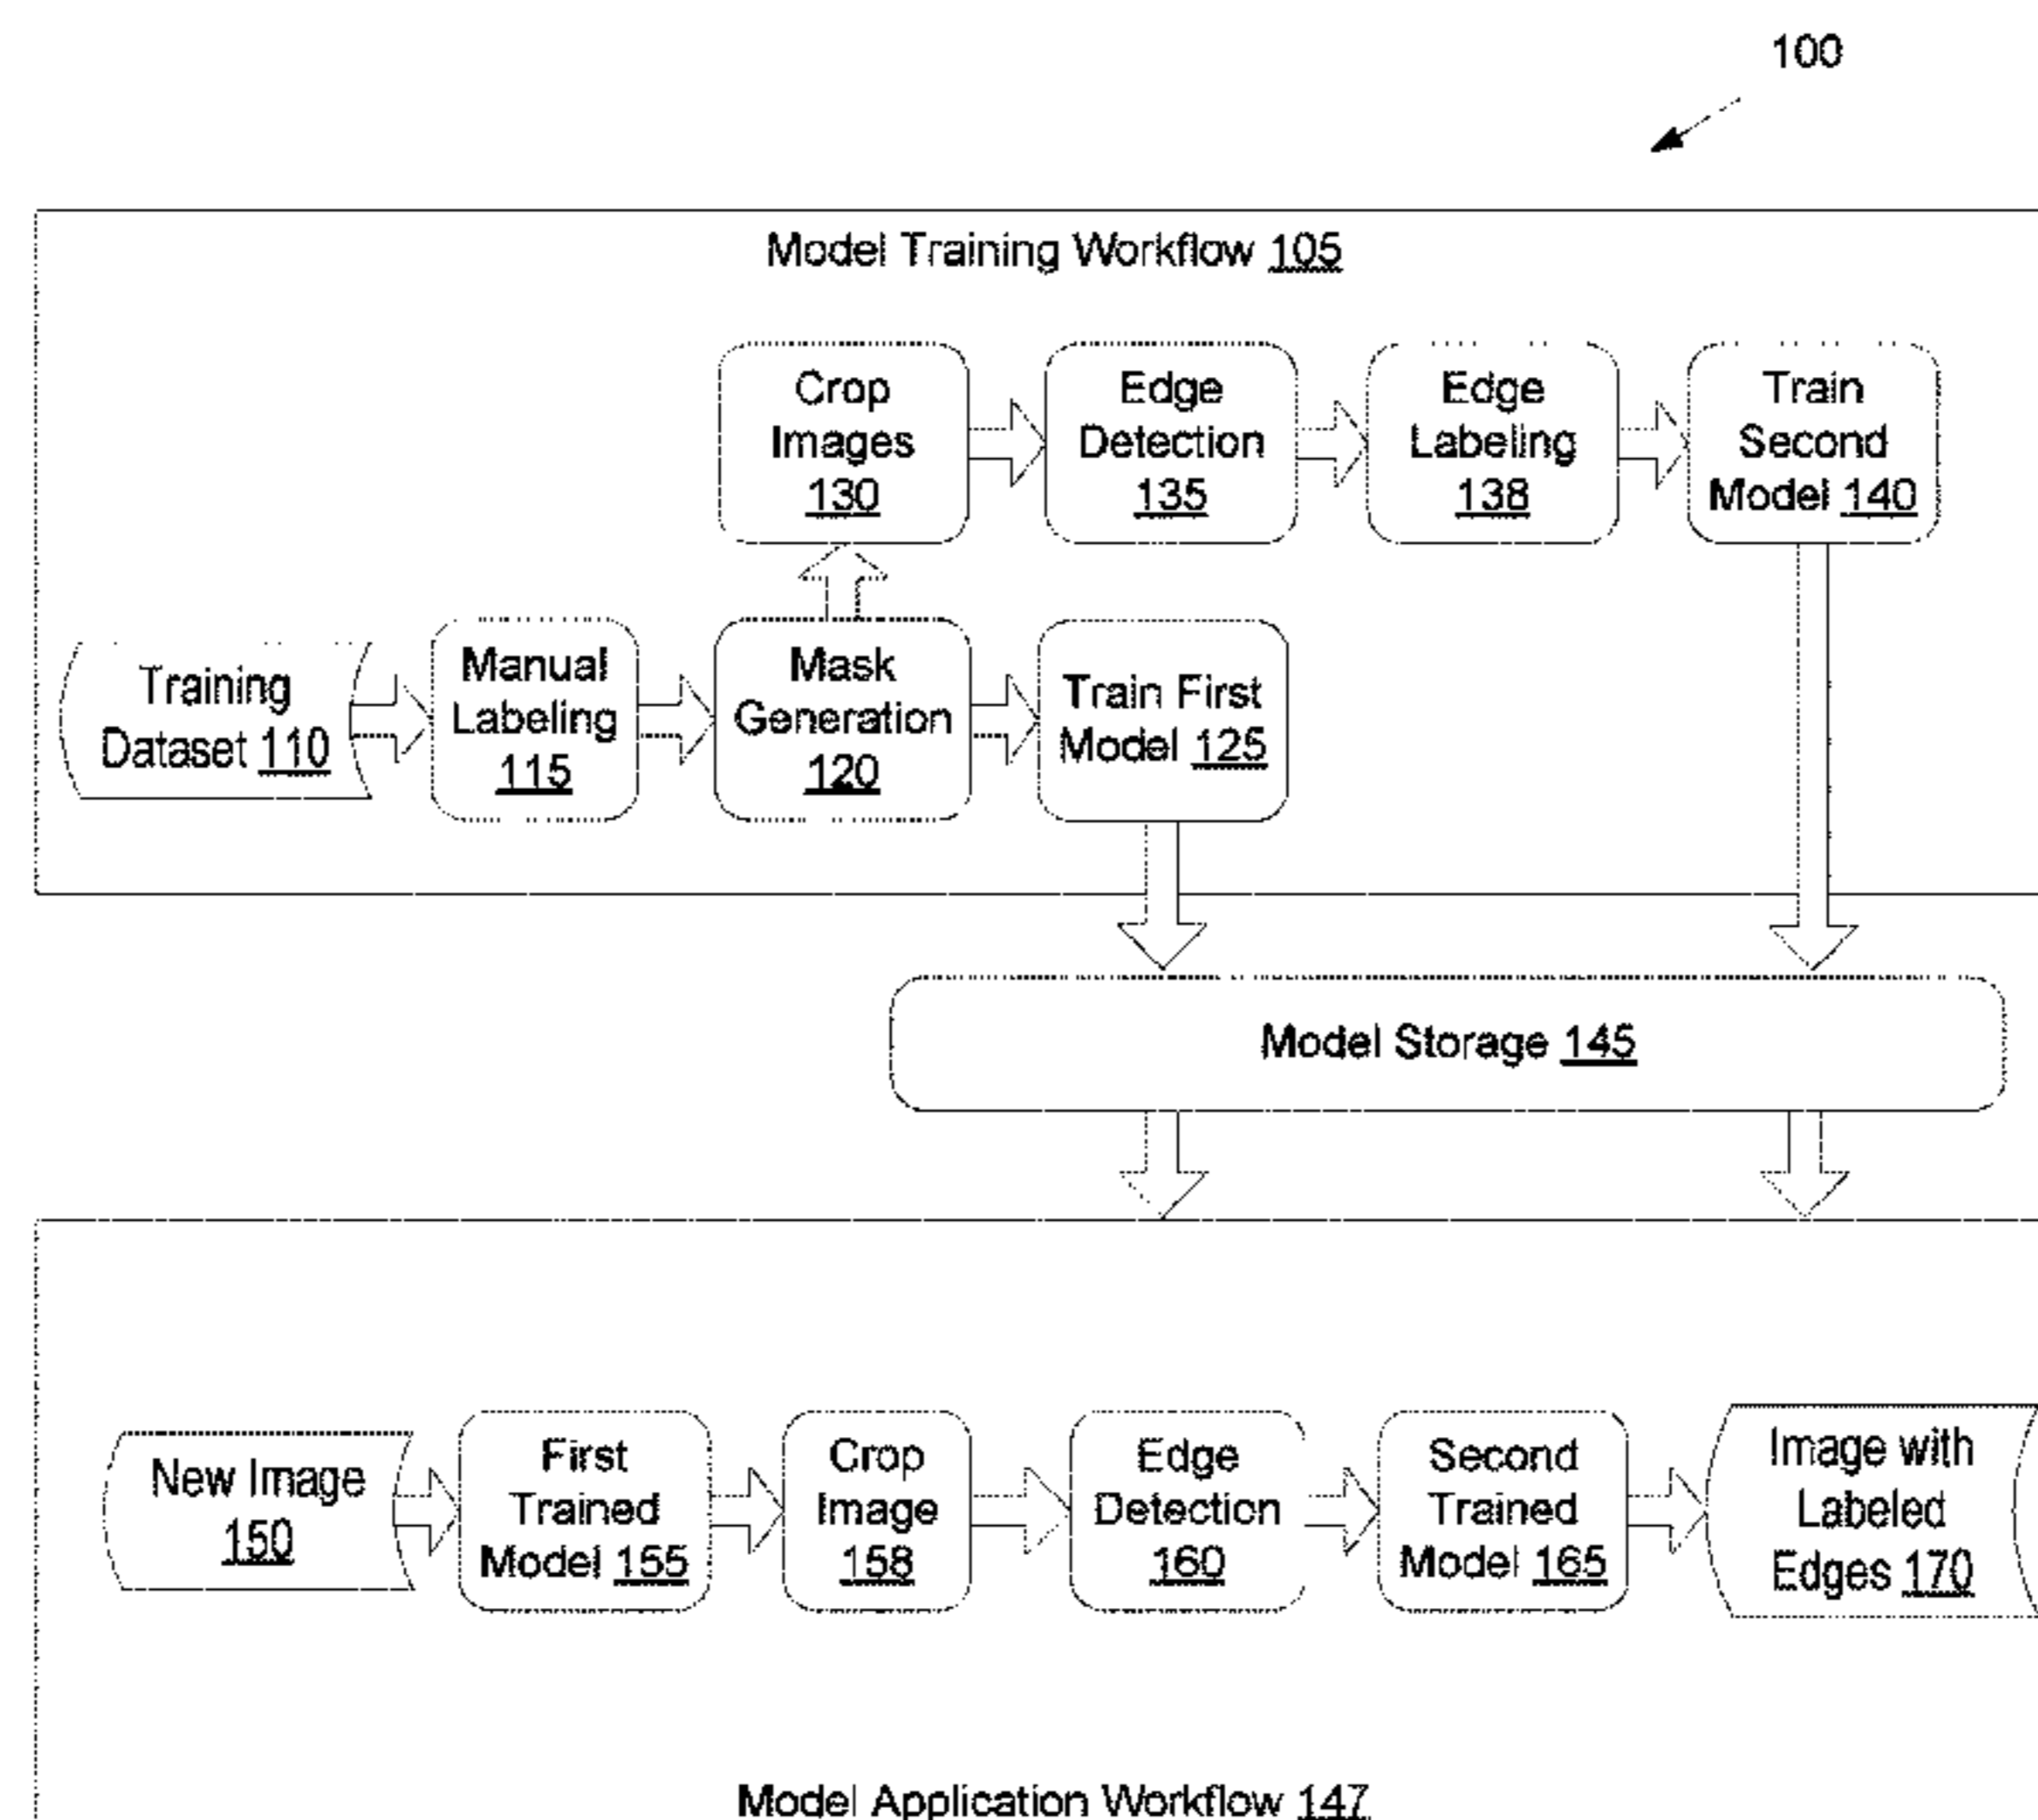 100
Model Training Workflow 105
Crop
Images
130
Edge
Detection
135
Edge
Labeling
138
Train
Second
Model 140
Training
Dataset 110
Manual
Labeling
115
Mask
Generation
120
Train First
Model 125
Model Storage 145
New Image
150
First
Trained
Model 155
Crop
Image
158
Edge
Detection
160
Second
Trained
Model 165
Image with
Labeled
Edges 170
Model Application Workflow 147